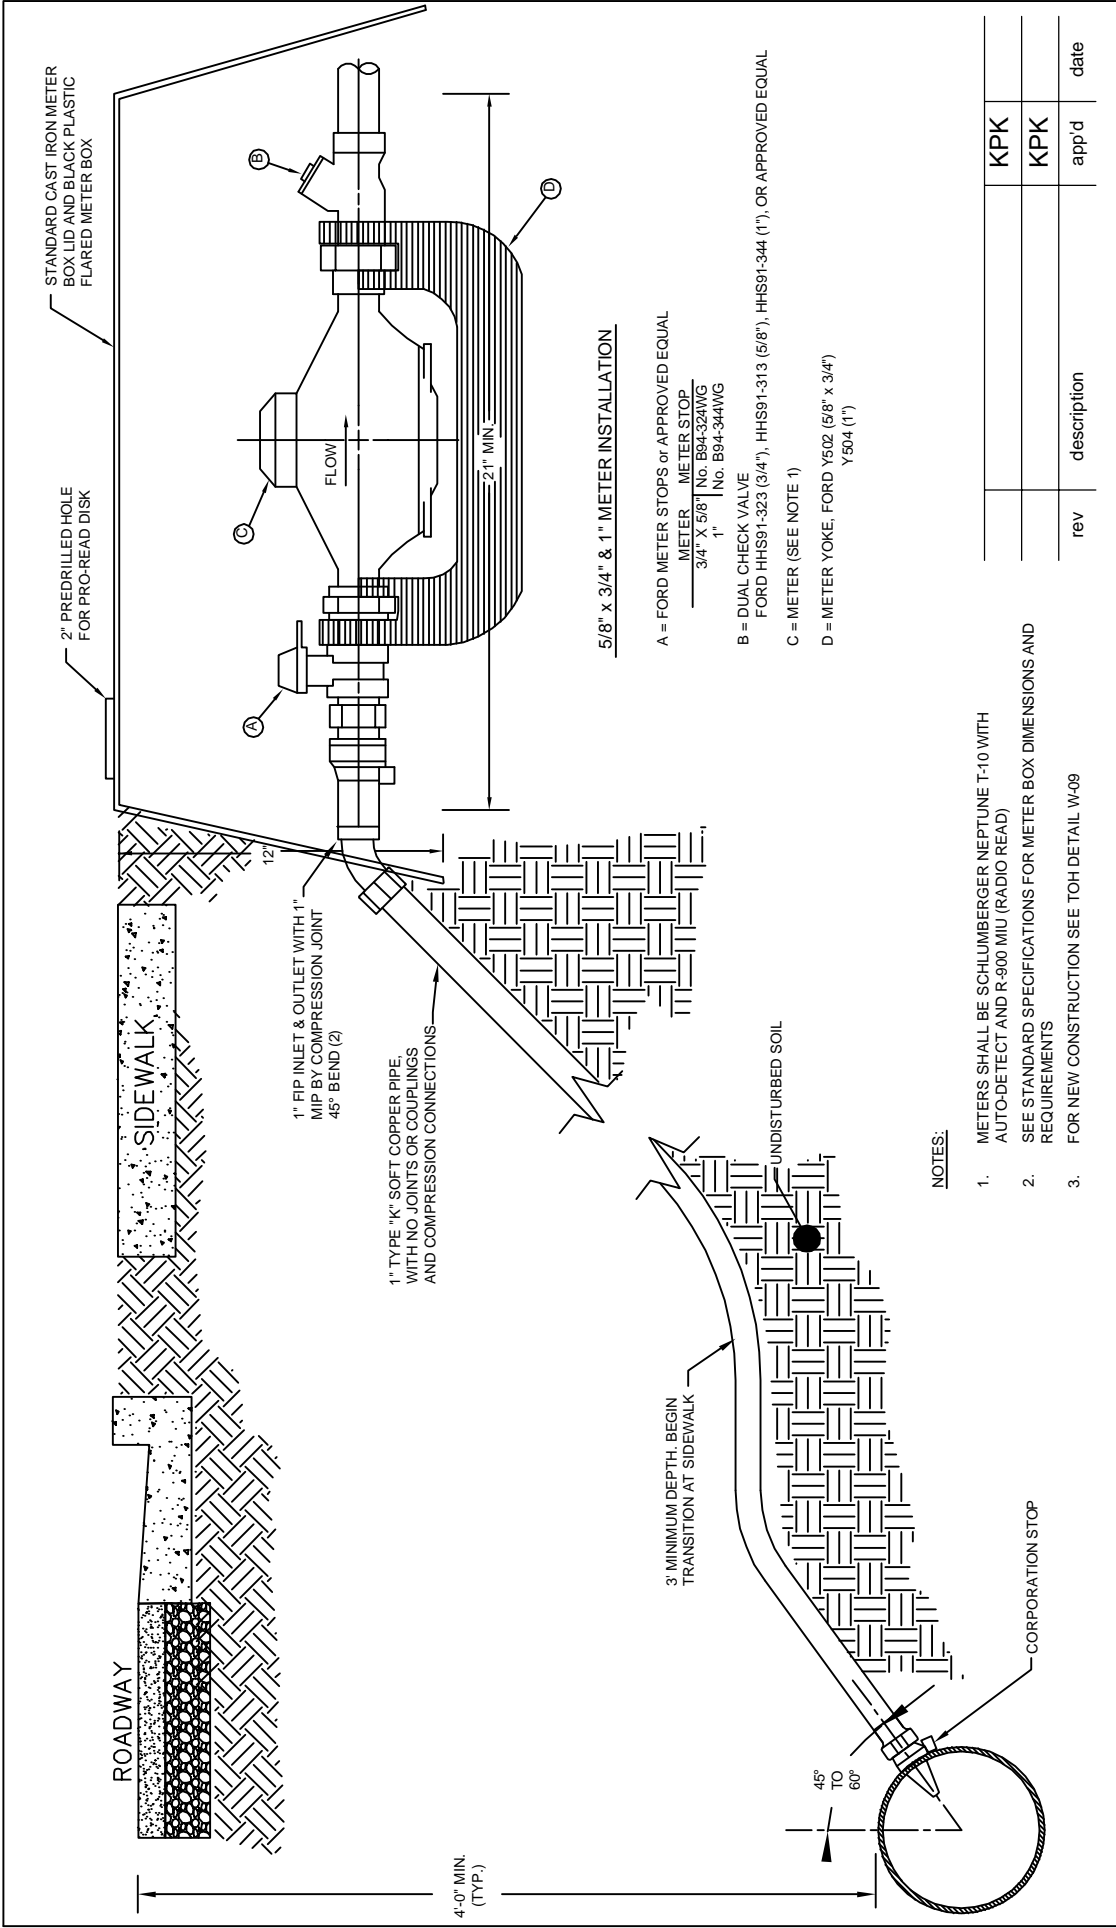 STANDARD CAST IRON METER
BOX LID AND BLACK PLASTIC
FLARED METER BOX
2" PREDRILLED HOLE
FOR PRO-READ DISK
ROADWAY
SIDEWALK
A
B
C
D
FLOW
21" MIN.
12"
1" FIP INLET & OUTLET WITH 1"
MIP BY COMPRESSION JOINT
45° BEND (2)
1" TYPE "K" SOFT COPPER PIPE,
WITH NO JOINTS OR COUPLINGS
AND COMPRESSION CONNECTIONS
4'-0" MIN.
(TYP.)
3' MINIMUM DEPTH. BEGIN
TRANSITION AT SIDEWALK
UNDISTURBED SOIL
45°
TO
60°
CORPORATION STOP
5/8" x 3/4" & 1" METER INSTALLATION
A = FORD METER STOPS or APPROVED EQUAL
METER METER STOP
3/4" X 5/8" No. B94-324WG
1" No. B94-344WG
B = DUAL CHECK VALVE
FORD HHS91-323 (3/4"), HHS91-313 (5/8"), HHS91-344 (1"), OR APPROVED EQUAL
C = METER (SEE NOTE 1)
D = METER YOKE, FORD Y502 (5/8" x 3/4")
Y504 (1")
NOTES:
1. METERS SHALL BE SCHLUMBERGER NEPTUNE T-10 WITH
AUTO-DETECT AND R-900 MIU (RADIO READ)
2. SEE STANDARD SPECIFICATIONS FOR METER BOX DIMENSIONS AND
REQUIREMENTS
3. FOR NEW CONSTRUCTION SEE TOH DETAIL W-09
KPK
KPK
rev description app'd date